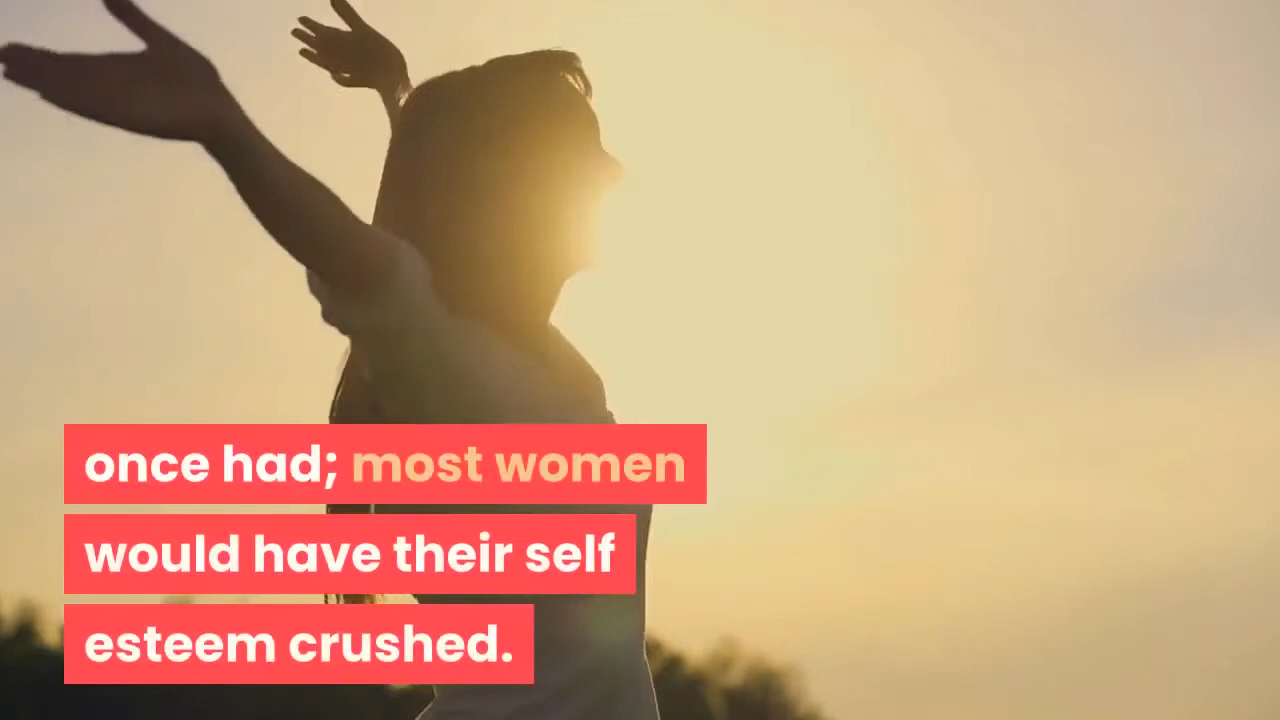 once had; most women
would have their self
esteem crushed.